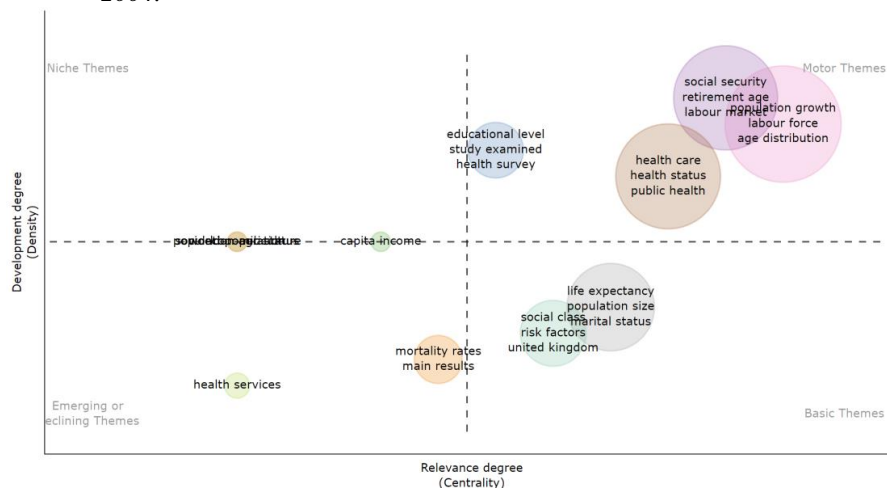 2004.
Niche Themes
Motor Themes
social security
retirement age
labour market
population growth
labour force
age distribution
educational level
study examined
health survey
health care
health status
public health
capita income
life expectancy
population size
marital status
social class
risk factors
united kingdom
mortality rates
main results
health services
Emerging or
eclining Themes
Basic Themes
Development degree
(Density)
Relevance degree
(Centrality)